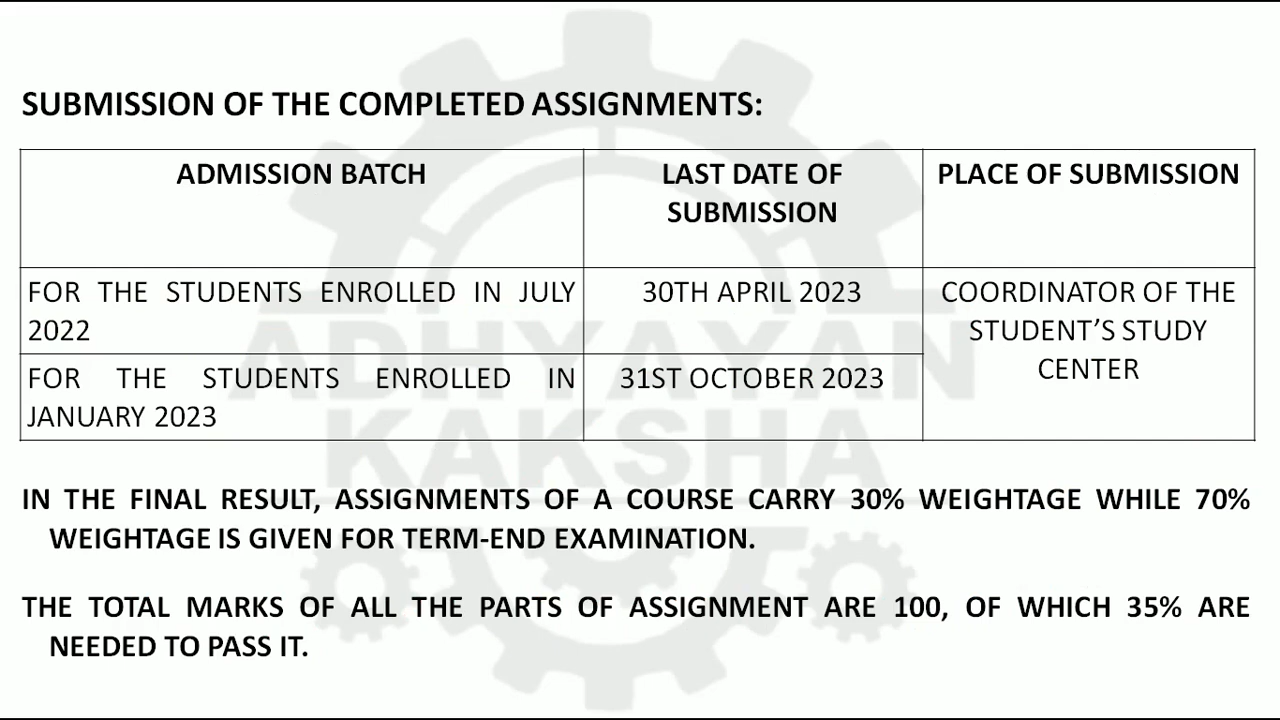 SUBMISSION OF THE COMPLETED ASSIGNMENTS:
ADMISSION BATCH
LAST DATE OF
SUBMISSION
PLACE OF SUBMISSION
FOR THE STUDENTS ENROLLED IN JULY
2022
30TH APRIL 2023
COORDINATOR OF THE
STUDENT’S STUDY
CENTER
FOR THE STUDENTS ENROLLED IN
JANUARY 2023
31ST OCTOBER 2023
ADHYAYAN
KAKSHA
IN THE FINAL RESULT, ASSIGNMENTS OF A COURSE CARRY 30% WEIGHTAGE WHILE 70%
WEIGHTAGE IS GIVEN FOR TERM-END EXAMINATION.
THE TOTAL MARKS OF ALL THE PARTS OF ASSIGNMENT ARE 100, OF WHICH 35% ARE
NEEDED TO PASS IT.